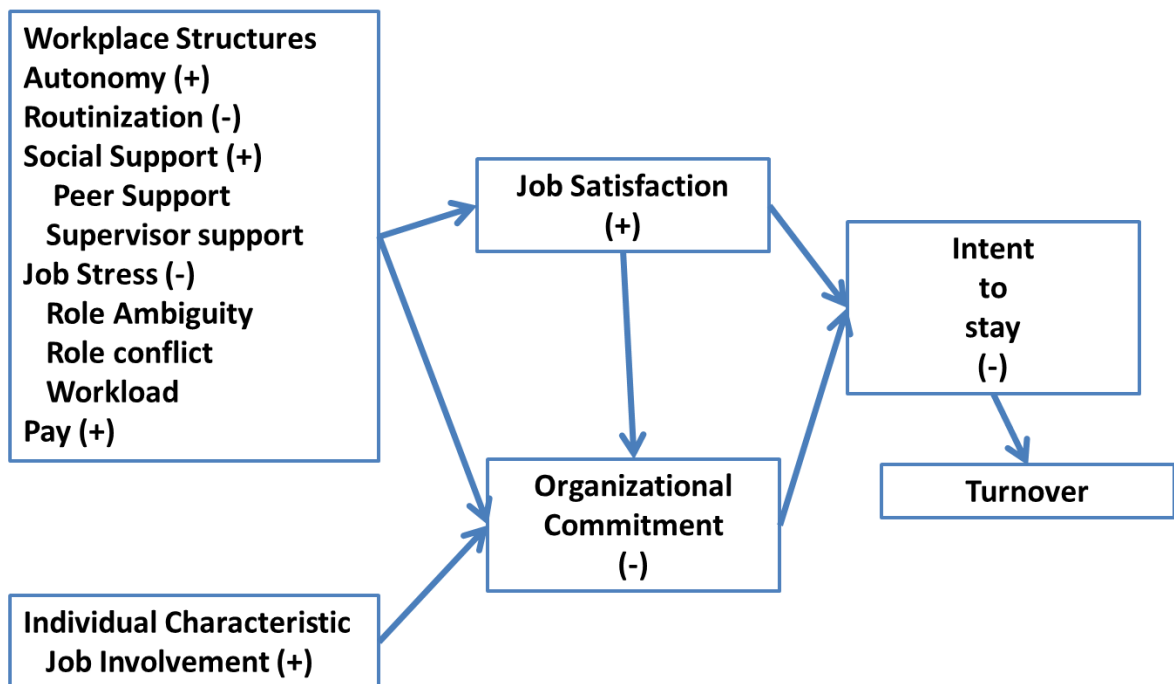 Workplace Structures
Autonomy (+)
Routinization (-)
Social Support (+)
Peer Support
Supervisor support
Job Stress (-)
Role Ambiguity
Role conflict
Workload
Pay (+)
Individual Characteristic
Job Involvement (+)
Job Satisfaction
(+)
Organizational
Commitment
(-)
Intent
to
stay
(-)
Turnover